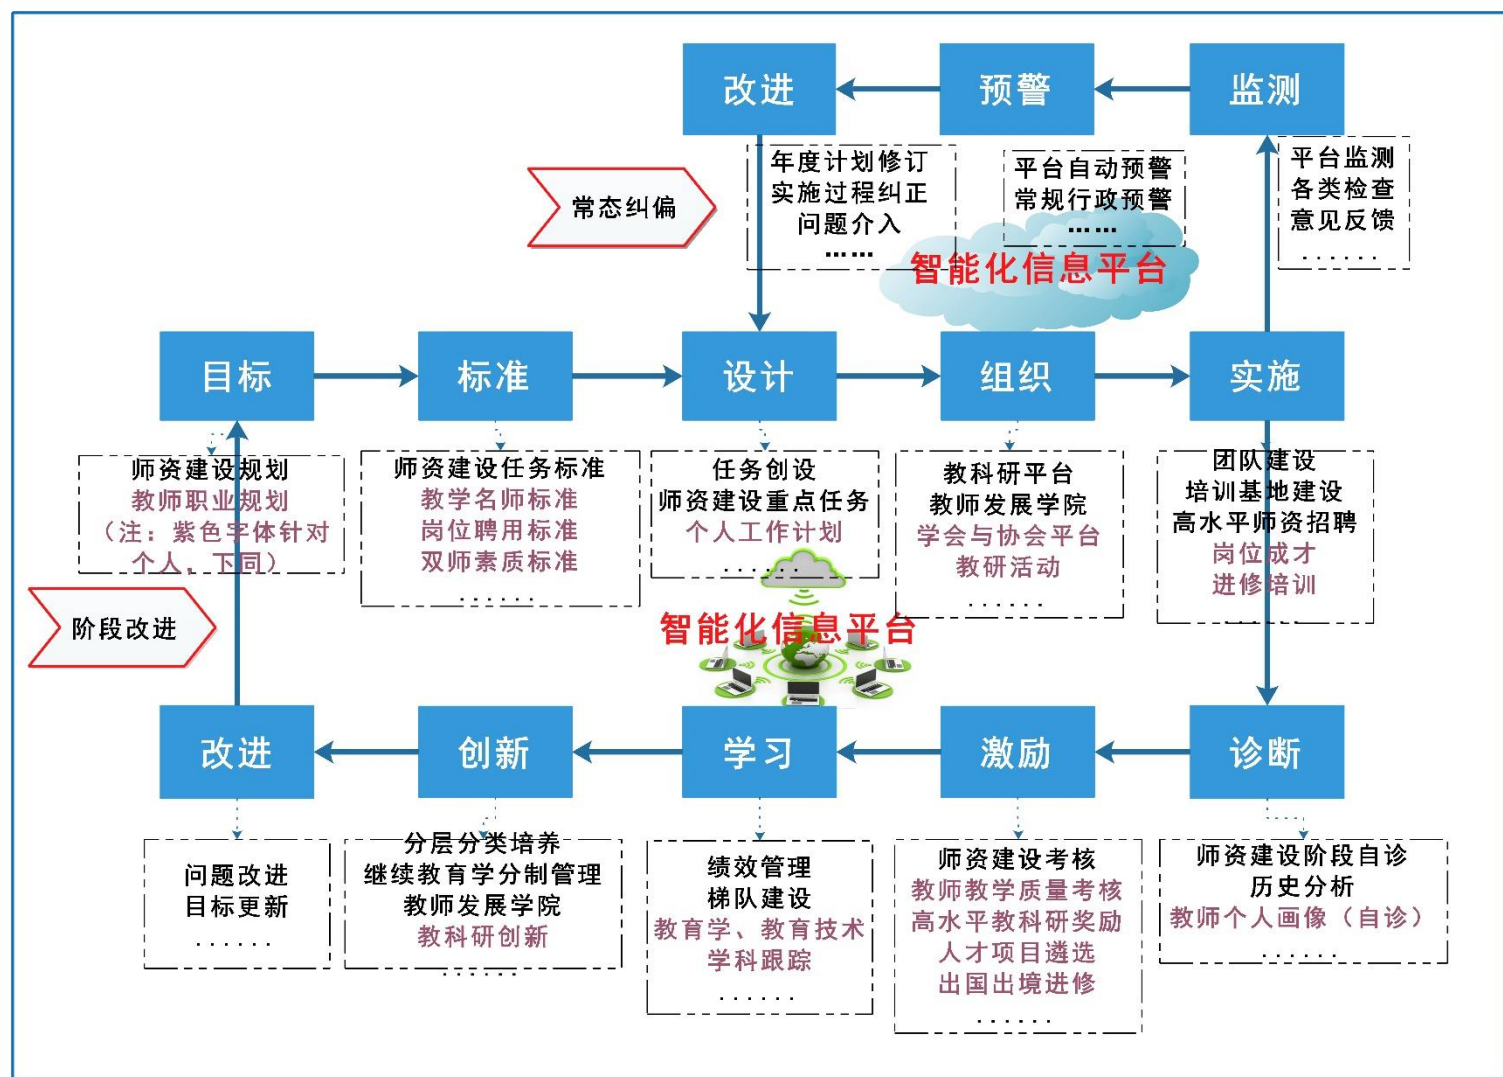 改进
预警
监测
年度计划修订
实施过程纠正
问题介入
……
平台自动预警
常规行政预警
……
平台监测
各类检查
意见反馈
......
常态纠偏
智能化信息平台
目标
标准
设计
组织
实施
师资建设规划
教师职业规划
（注：紫色字体针对
个人，下同）
师资建设任务标准
教学名师标准
岗位聘用标准
双师素质标准
......
任务创设
师资建设重点任务
个人工作计划
......
教科研平台
教师发展学院
学会与协会平台
教研活动
......
团队建设
培训基地建设
高水平师资招聘
岗位成才
进修培训
......
阶段改进
智能化信息平台
改进
创新
学习
激励
诊断
问题改进
目标更新
......
分层分类培养
继续教育学分制管理
教师发展学院
教科研创新
......
绩效管理
梯队建设
教育学、教育技术
学科跟踪
......
师资建设考核
教师教学质量考核
高水平教科研奖励
人才项目遴选
出国出境进修
......
师资建设阶段自诊
历史分析
教师个人画像（自诊）